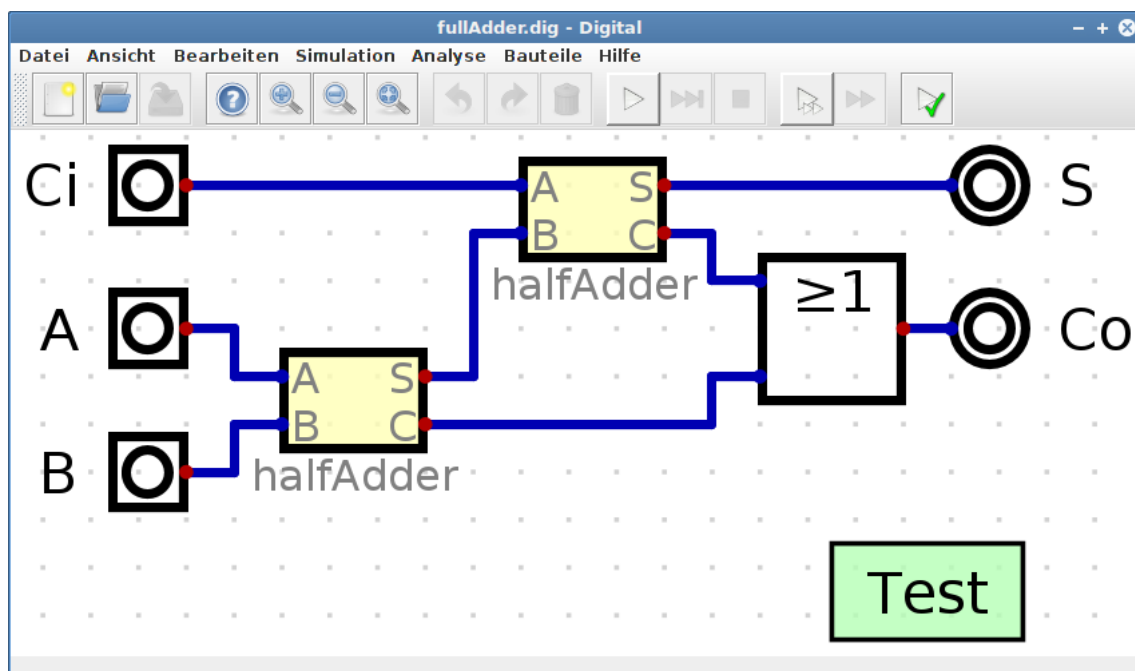 fullAdder.dig - Digital
Datei Ansicht Bearbeiten Simulation Analyse Bauteile Hilfe
?
Ci
A S
B C
halfAdder
S
≥1
A
Co
A S
B C
halfAdder
B
Test